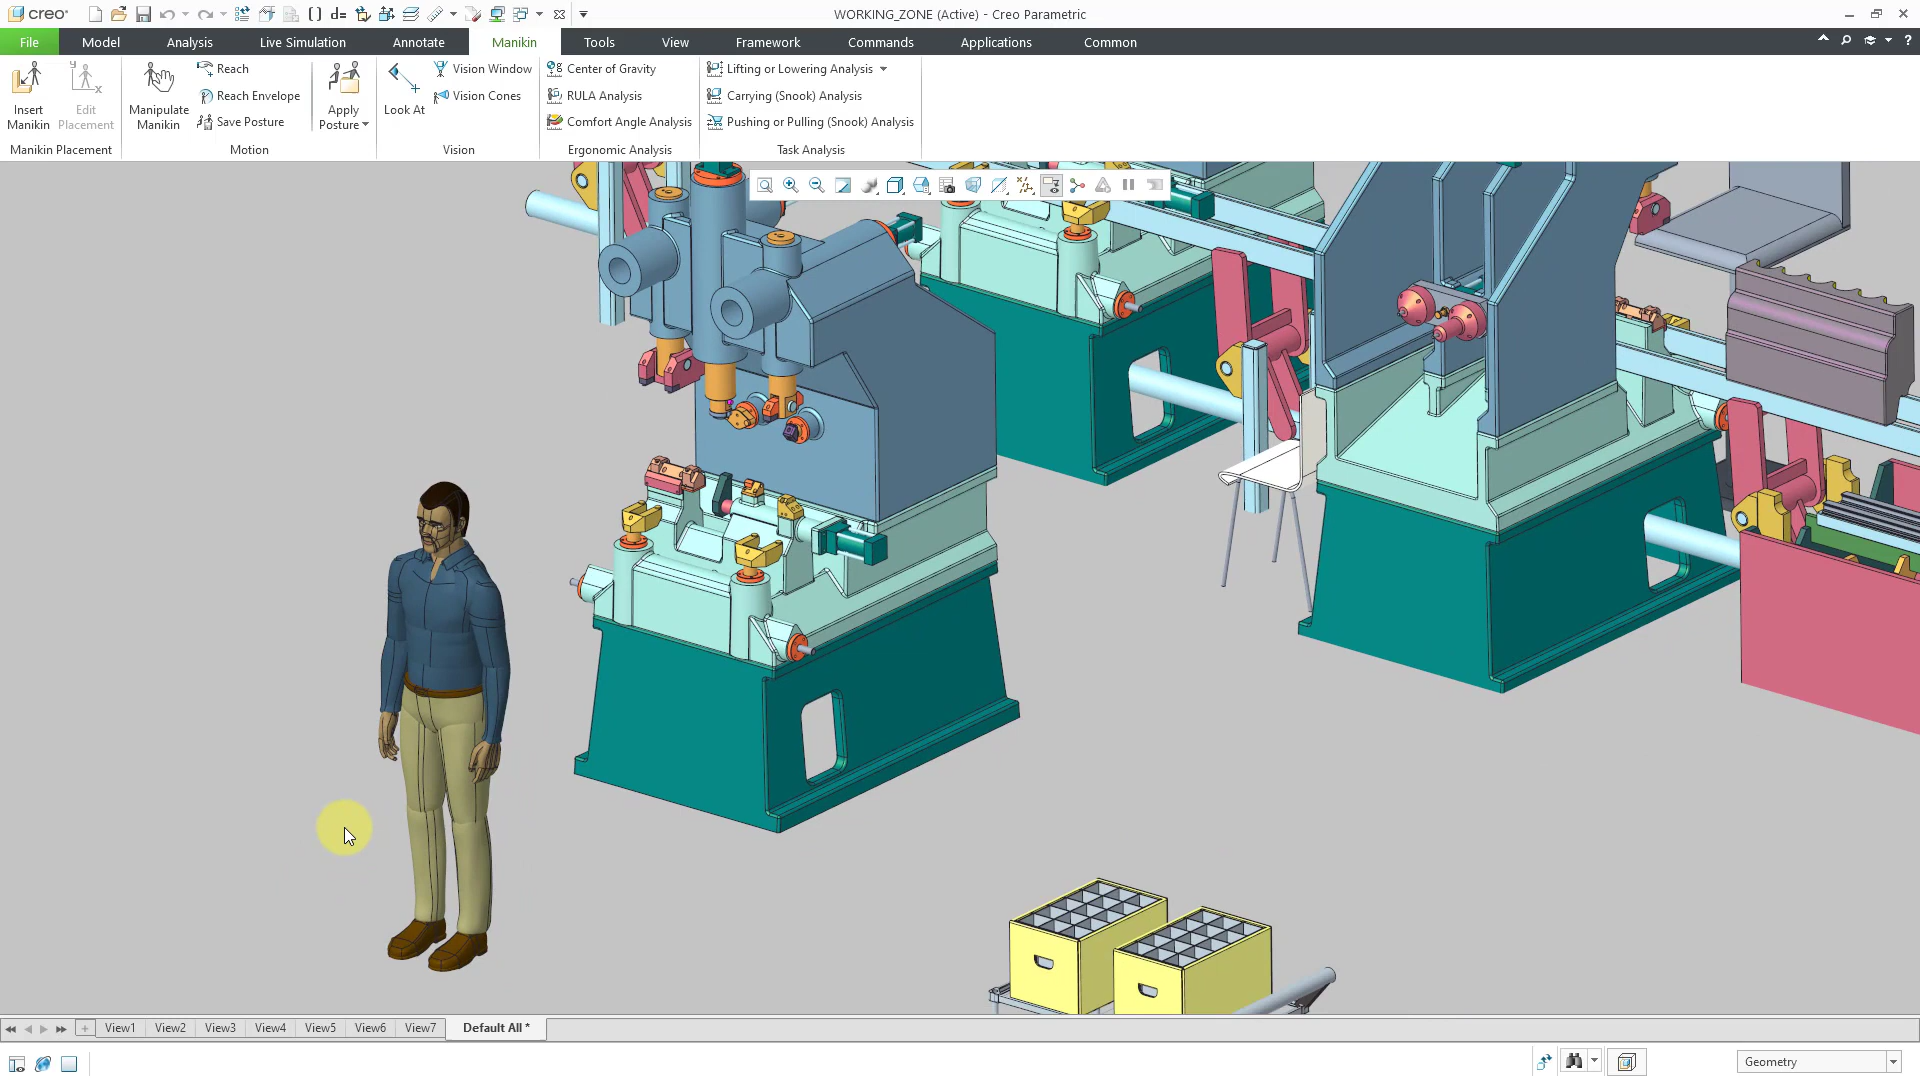 creo
WORKING_ZONE (Active) - Creo Parametric
File
Model
Analysis
Live Simulation
Annotate
Manikin
Tools
View
Framework
Commands
Applications
Common
Insert
Manikin
Edit
Placement
Manikin Placement
Manipulate
Manikin
Reach
Reach Envelope
Save Posture
Apply
Posture
Motion
Look At
Vision Window
Vision Cones
Vision
Center of Gravity
RULA Analysis
Comfort Angle Analysis
Ergonomic Analysis
Lifting or Lowering Analysis
Carrying (Snook) Analysis
Pushing or Pulling (Snook) Analysis
Task Analysis
View1
View2
View3
View4
View5
View6
View7
Default All *
Geometry